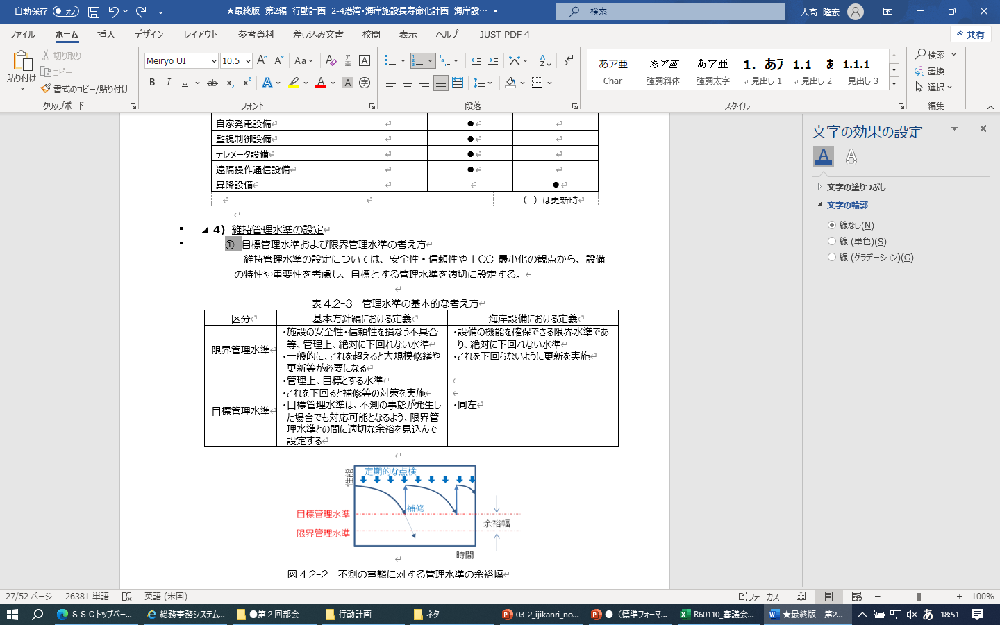 自動保存 オフ ★最終版 第2編 行動計画 2-4港湾・海岸施設長寿命化計画 海岸設… 検索 大高 隆宏
ファイル ホーム 挿入 デザイン レイアウト 参考資料 差し込み文書 校閲 表示 ヘルプ JUST PDF 4 共有
貼り付け 切り取り コピー 書式のコピー/貼り付け
クリップボード
Meiryo UI 10.5
フォント
段落
あア亜 あア亜 あア亜 1. あア 1.1 あ 1.1.1
Char 強調斜体 強調太字 見出し 1 見出し 2 見出し 3
スタイル
検索
置換
選択
編集
自家発電設備 ●
監視制御設備 ●
テレメータ設備 ●
遠隔操作通信設備 ●
昇降設備 ●
( )は更新時
4) 維持管理水準の設定
① 目標管理水準および限界管理水準の考え方
維持管理水準の設定については、安全性・信頼性や LCC 最小化の観点から、設備
の特性や重要性を考慮し、目標とする管理水準を適切に設定する。
表 4.2-3 管理水準の基本的な考え方
区分 基本方針編における定義 海岸設備における定義
限界管理水準
・施設の安全性・信頼性を損なう不具合
等、管理上、絶対に下回れない水準
・一般的に、これを超えると大規模修繕や
更新等が必要になる
・設備の機能を確保できる限界水準であ
り、絶対に下回れない水準
・これを下回らないように更新を実施
目標管理水準
・管理上、目標とする水準
・これを下回ると補修等の対策を実施
・目標管理水準は、不測の事態が発生し
た場合でも対応可能となるよう、限界管
理水準との間に適切な余裕を見込んで
設定する
・同左
性能
定期的な点検
補修
目標管理水準
限界管理水準
余裕幅
時間
図 4.2-2 不測の事態に対する管理水準の余裕幅
文字の効果の設定
文字の塗りつぶし
文字の輪郭
線なし(N)
線 (単色)(S)
線 (グラデーション)(G)
27/52 ページ 26381 単語 英語 (米国) フォーカス 100%
ＳＳＣトップペー… 総務事務システム… ●第２回部会 行動計画 ネタ 03-2_ijikanri_no… ●（標準フォーマ… R60110_審議会… ★最終版 第2… あ 18:51